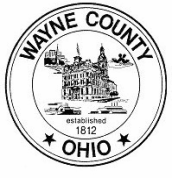 WAYNE COUNTY
established
1812
OHIO